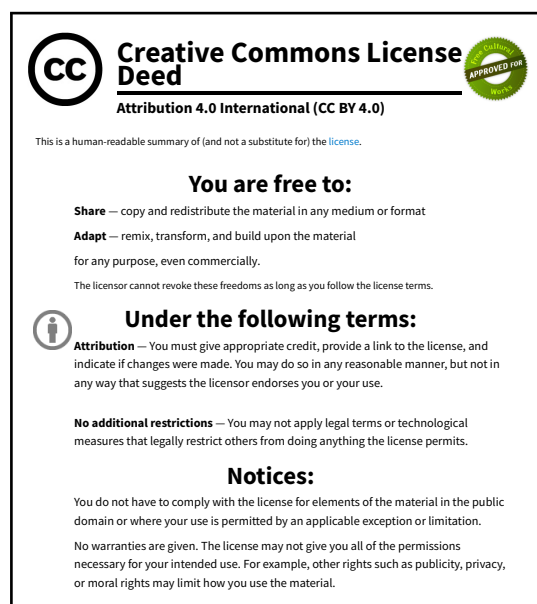 cc
Creative Commons License
Deed
Free Cultural
APPROVED FOR
Works
Attribution 4.0 International (CC BY 4.0)
This is a human-readable summary of (and not a substitute for) the license.
You are free to:
Share — copy and redistribute the material in any medium or format
Adapt — remix, transform, and build upon the material
for any purpose, even commercially.
The licensor cannot revoke these freedoms as long as you follow the license terms.
Under the following terms:
Attribution — You must give appropriate credit, provide a link to the license, and
indicate if changes were made. You may do so in any reasonable manner, but not in
any way that suggests the licensor endorses you or your use.
No additional restrictions — You may not apply legal terms or technological
measures that legally restrict others from doing anything the license permits.
Notices:
You do not have to comply with the license for elements of the material in the public
domain or where your use is permitted by an applicable exception or limitation.
No warranties are given. The license may not give you all of the permissions
necessary for your intended use. For example, other rights such as publicity, privacy,
or moral rights may limit how you use the material.